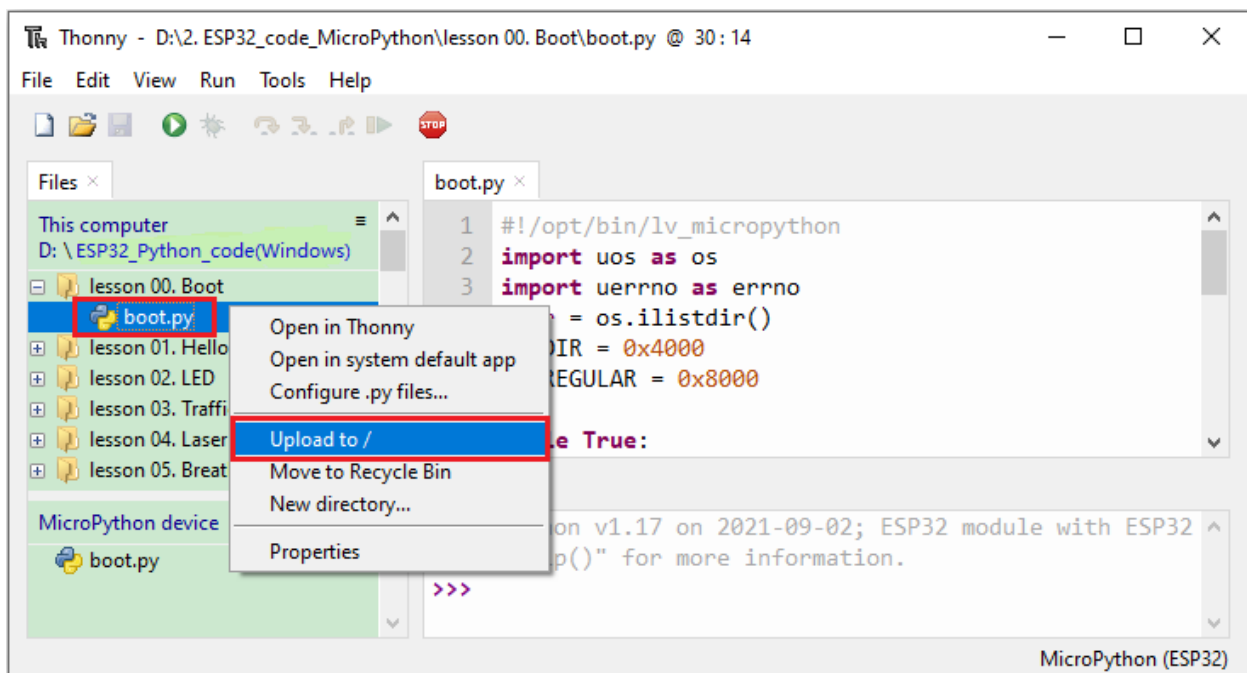 Thonny - D:\2. ESP32_code_MicroPython\lesson 00. Boot\boot.py @ 30 : 14
File Edit View Run Tools Help
STOP
Files
This computer
D: \ ESP32_Python_code(Windows)
lesson 00. Boot
boot.py
lesson 01. Hello
lesson 02. LED
lesson 03. Traffi
lesson 04. Laser
lesson 05. Breat
MicroPython device
boot.py
Open in Thonny
Open in system default app
Configure .py files...
Upload to /
Move to Recycle Bin
New directory...
Properties
boot.py
1 #!/opt/bin/lv_micropython
2 import uos as os
3 import uerrno as errno
= os.ilistdir()
DIR = 0x4000
REGULAR = 0x8000
e True:
on v1.17 on 2021-09-02; ESP32 module with ESP32
p()" for more information.
>>>
MicroPython (ESP32)